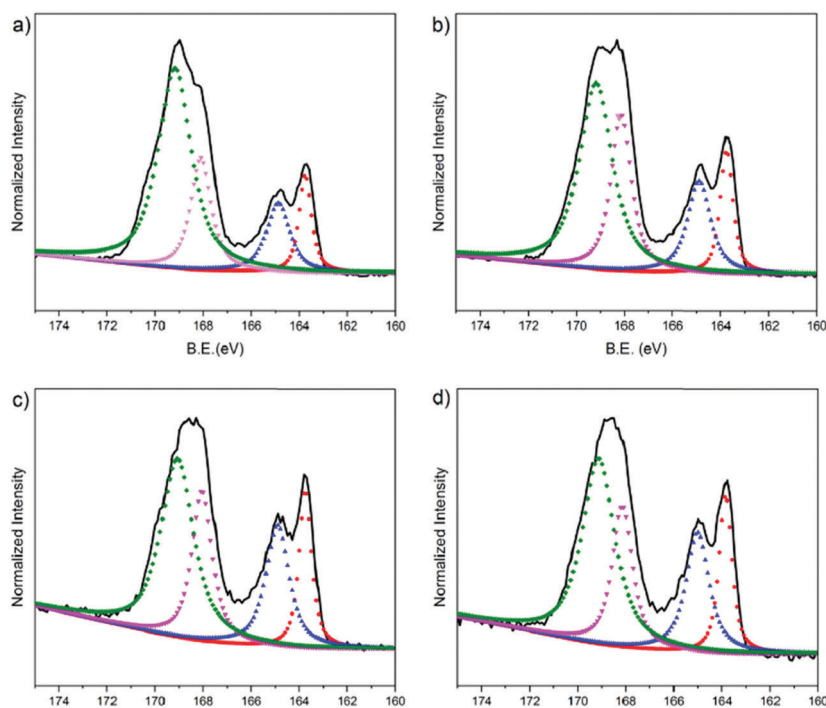 a)
Normalized Intensity
174 172 170 168 166 164 162 160
B.E.(eV)
b)
Normalized Intensity
174 172 170 168 166 164 162 160
B.E. (eV)
c)
Normalized Intensity
174 172 170 168 166 164 162 160
d)
Normalized Intensity
174 172 170 168 166 164 162 160